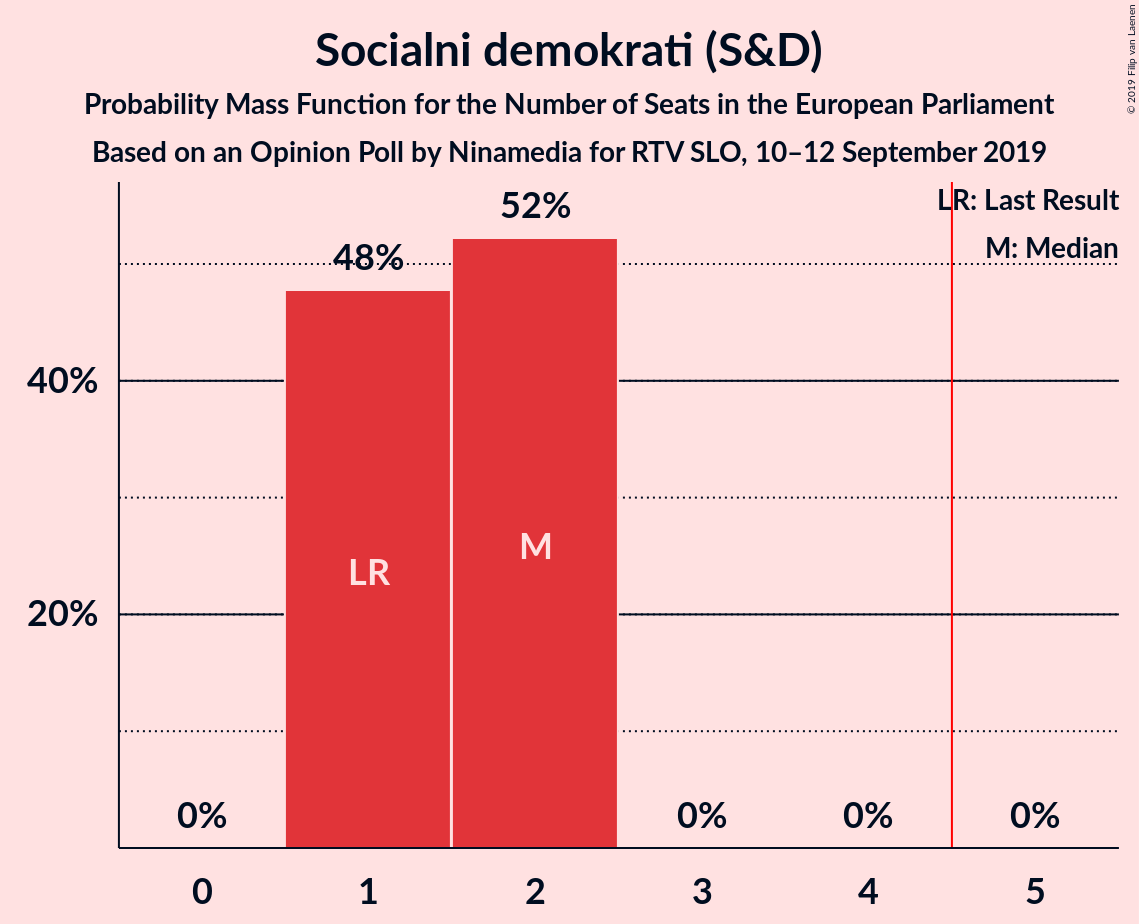 Socialni demokrati (S&D)
Probability Mass Function for the Number of Seats in the European Parliament
Based on an Opinion Poll by Ninamedia for RTV SLO, 10–12 September 2019
© 2019 Filip van Laenen
LR: Last Result
M: Median
52%
48%
40%
20%
LR
M
0%
0%
0%
0%
0
1
2
3
4
5